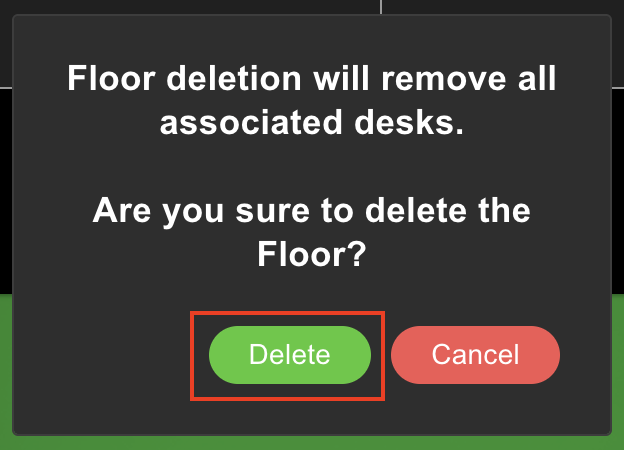 Floor deletion will remove all
associated desks.
Are you sure to delete the
Floor?
Delete
Cancel